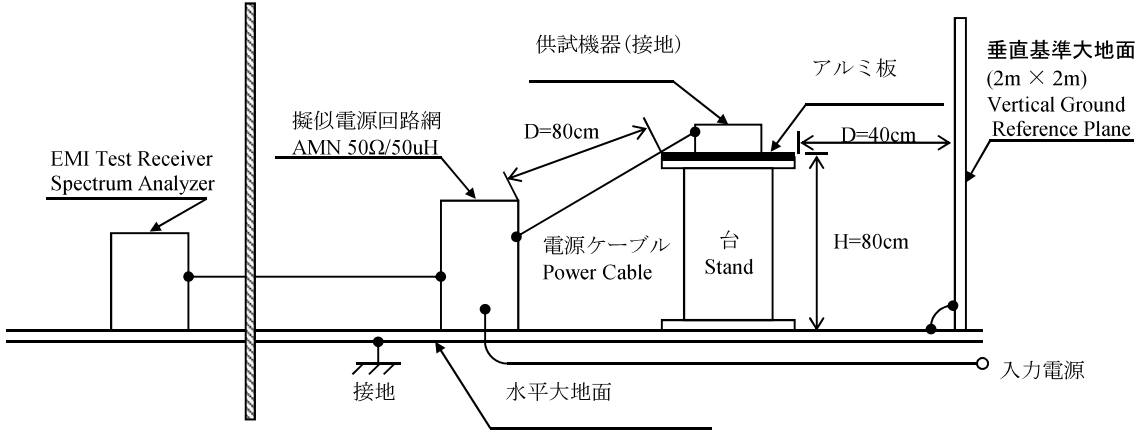 供試機器(接地)
アルミ板
垂直基準大地面
(2m × 2m)
Vertical Ground
Reference Plane
擬似電源回路網
AMN 50Ω/50uH
D=80cm
D=40cm
EMI Test Receiver
Spectrum Analyzer
電源ケーブル
Power Cable
台
Stand
H=80cm
接地
水平大地面
入力電源